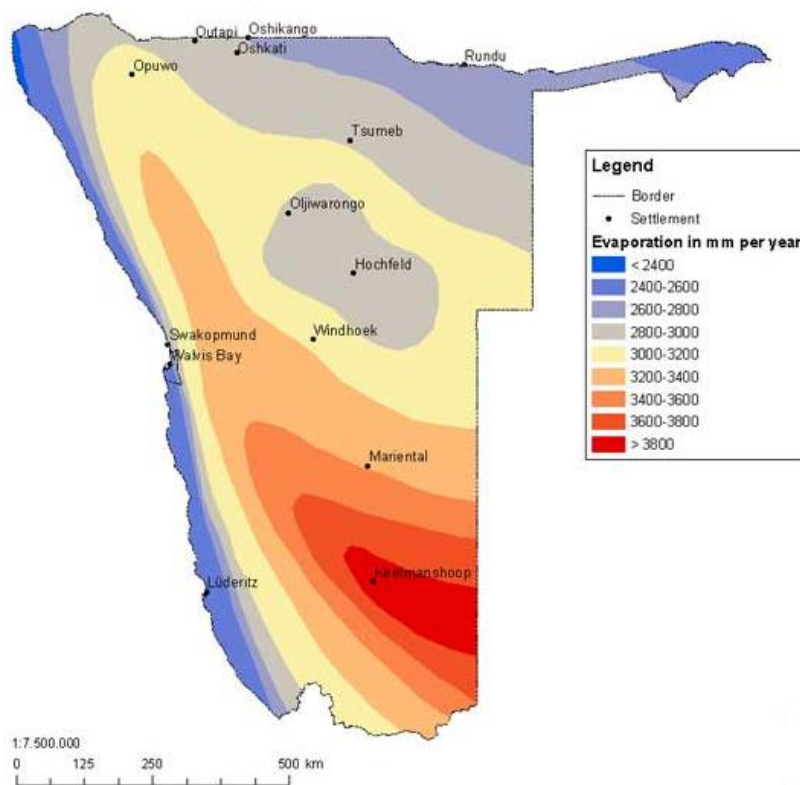 Outapi
Oshikango
Oshkati
Opuwo
Rundu
Tsumeb
Oljiwarongo
Hochfeld
Swakopmund
Windhoek
Walvis Bay
Mariental
Keetmanshoop
Lüderitz
Legend
Border
Settlement
Evaporation in mm per year
< 2400
2400-2600
2600-2800
2800-3000
3000-3200
3200-3400
3400-3600
3600-3800
> 3800
1:7.500.000
0 125 250 500 km